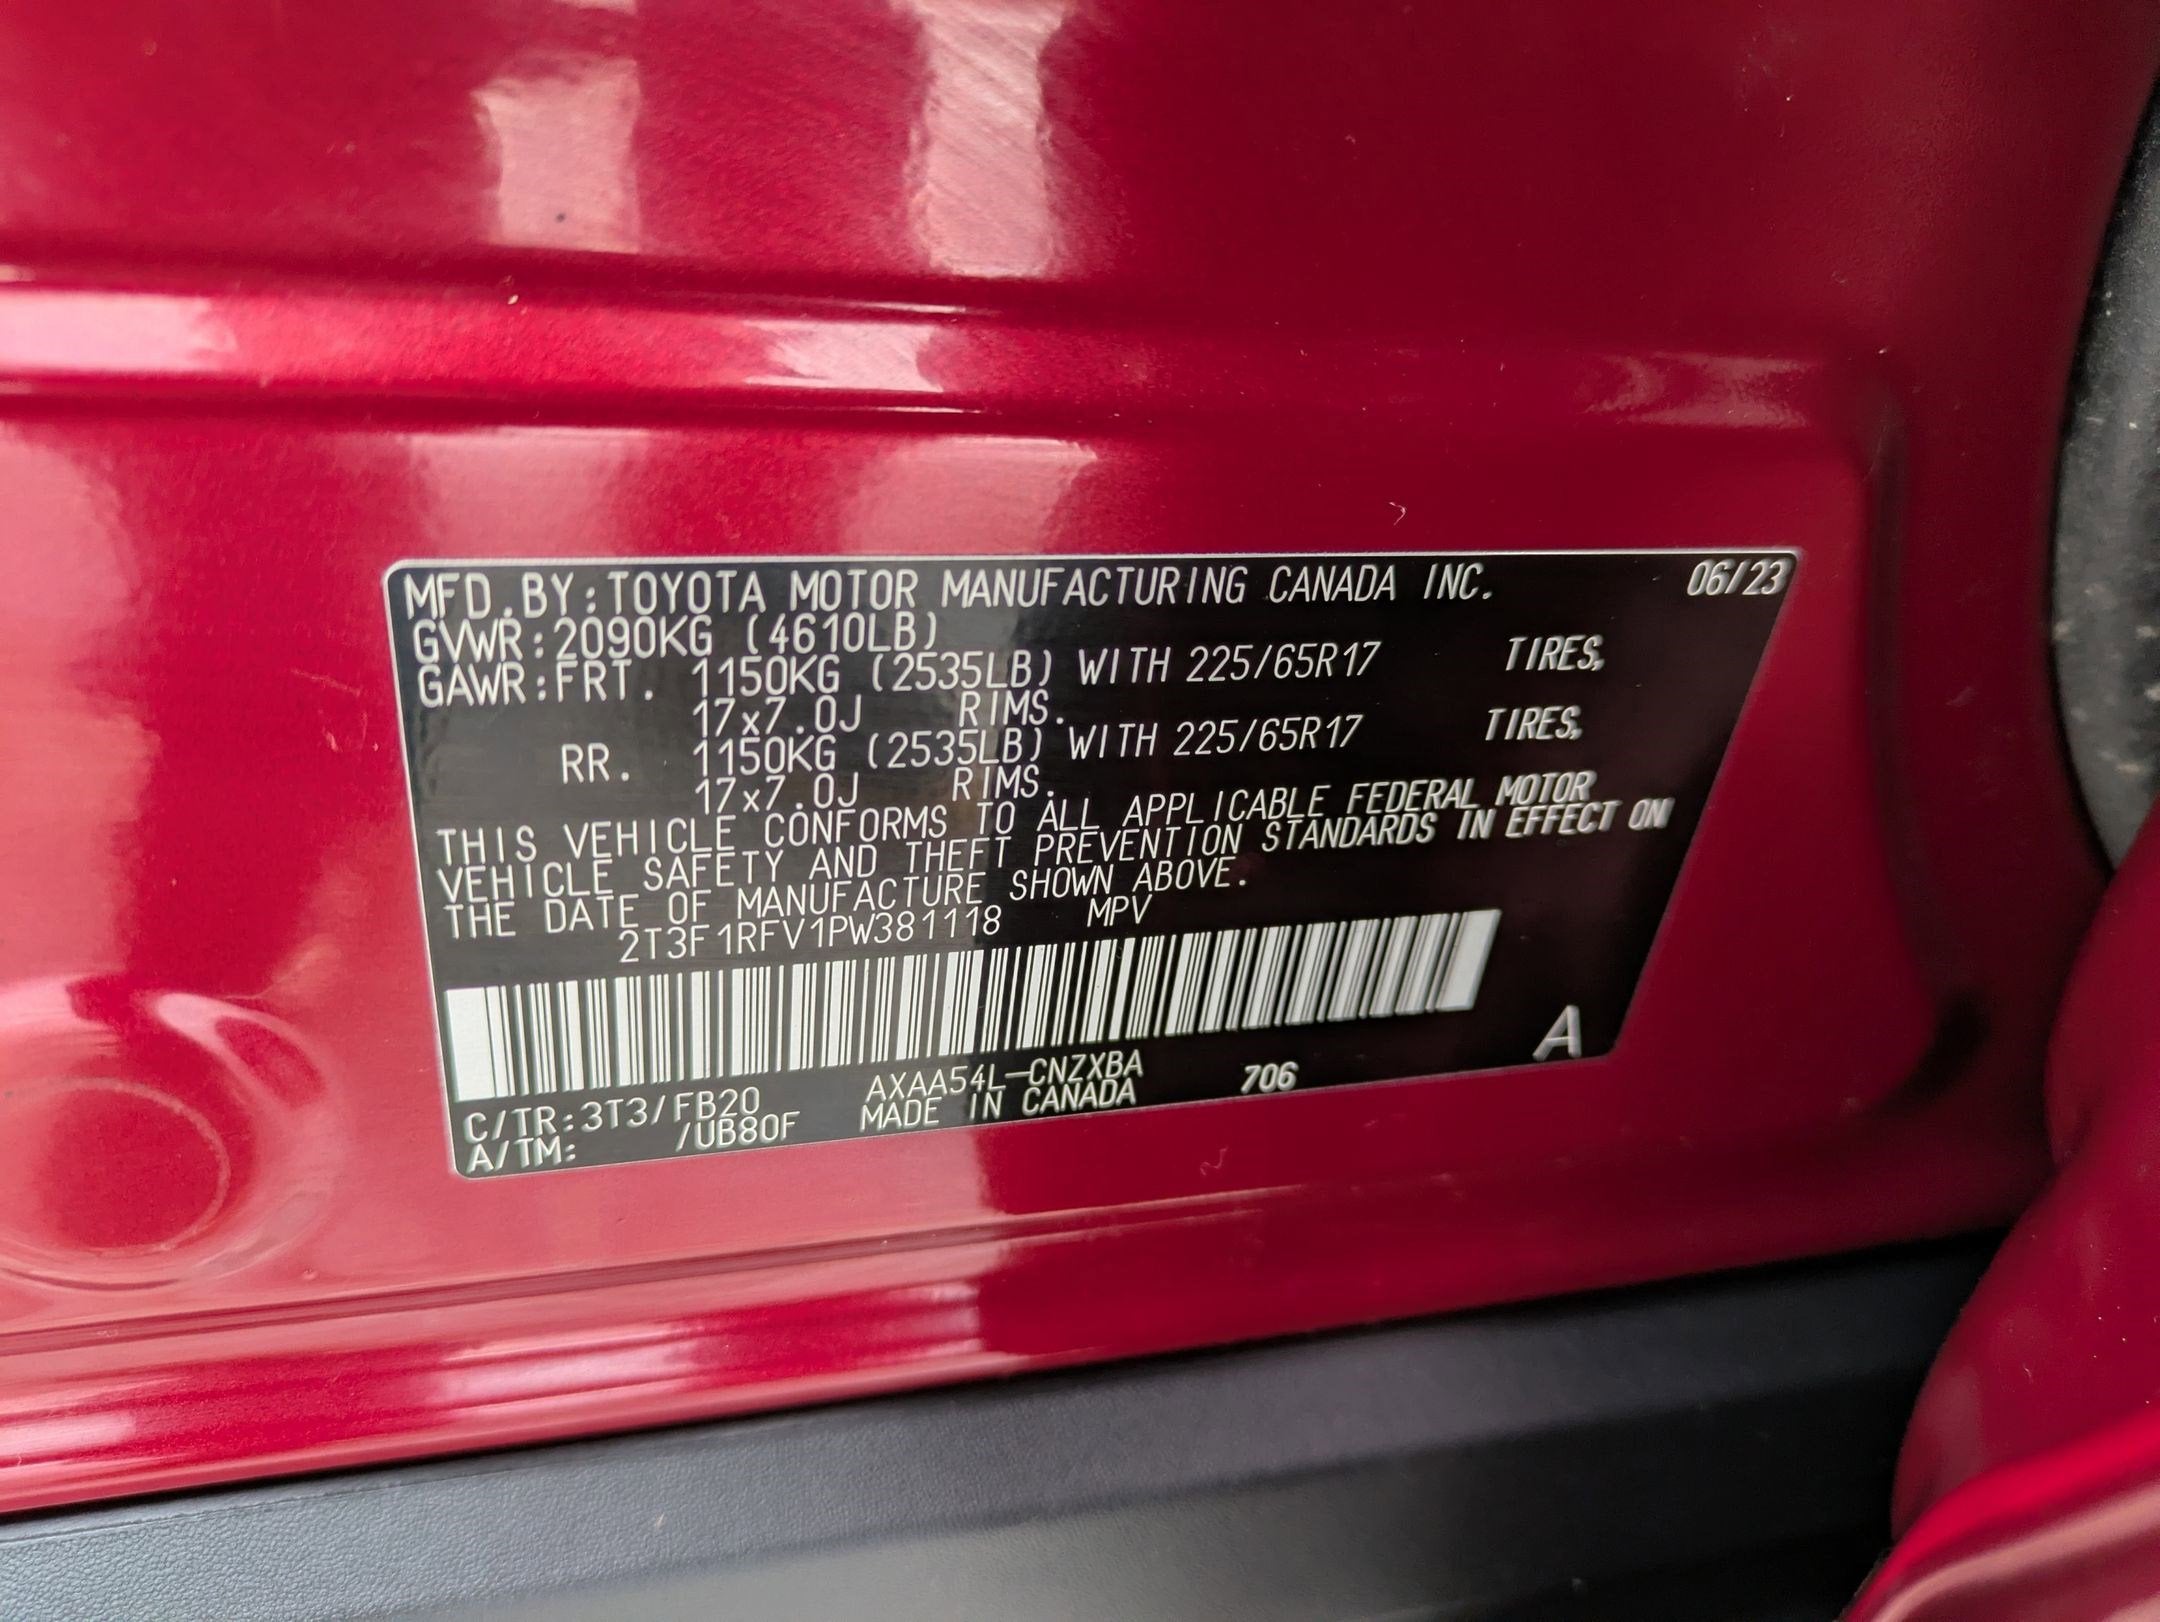 MFD.BY:TOYOTA MOTOR MANUFACTURING CANADA INC. 06/23
GVWR:2090KG (4610LB)
GAWR:FRT. 1150KG (2535LB) WITH 225/65R17 TIRES,
17x7.0J RIMS.
RR. 1150KG (2535LB) WITH 225/65R17 TIRES,
17x7.0J RIMS.
THIS VEHICLE CONFORMS TO ALL APPLICABLE FEDERAL MOTOR
VEHICLE SAFETY AND THEFT PREVENTION STANDARDS IN EFFECT ON
THE DATE OF MANUFACTURE SHOWN ABOVE.
2T3F1RFV1PW381118 MPV
A
C/TR:3T3/FB20 AXAA54L-CNZXBA 706
A/TM: /UB80F MADE IN CANADA